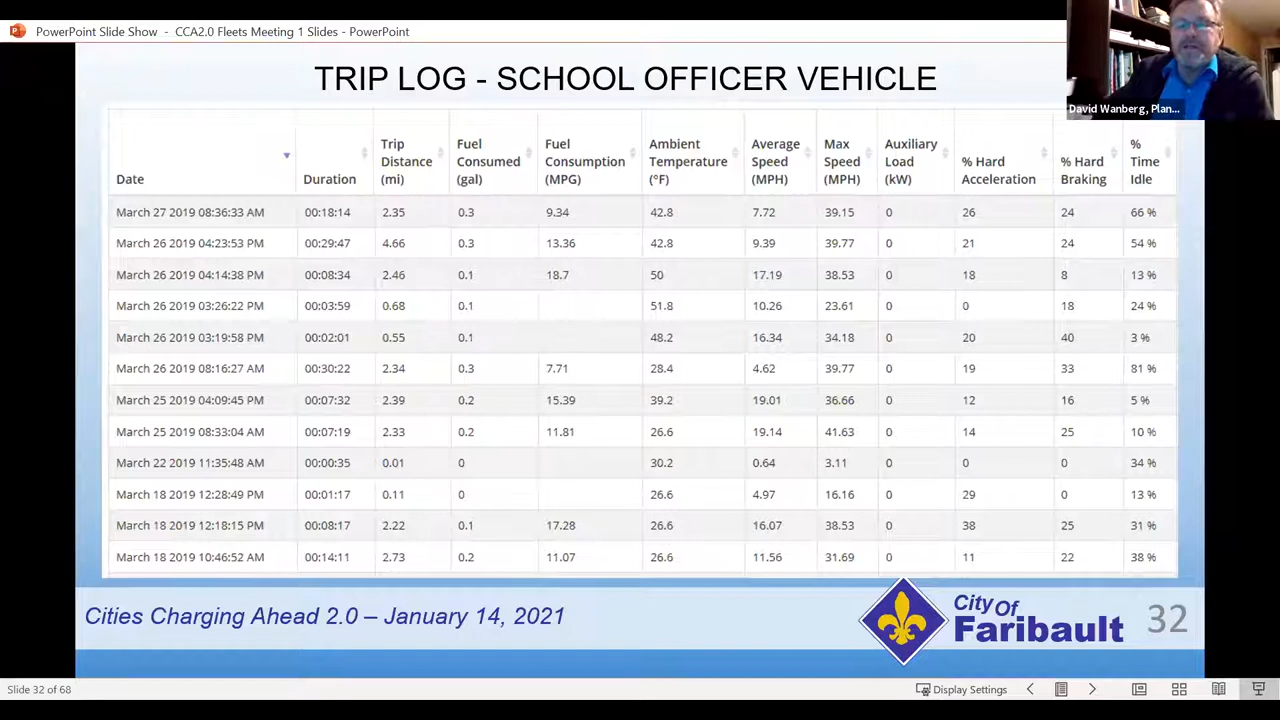 PowerPoint Slide Show - CCA2.0 Fleets Meeting 1 Slides - PowerPoint
David Wanberg, Plan...
TRIP LOG - SCHOOL OFFICER VEHICLE
Date Duration Trip Distance (mi) Fuel Consumed (gal) Fuel Consumption (MPG) Ambient Temperature (°F) Average Speed (MPH) Max Speed (MPH) Auxiliary Load (kW) % Hard Acceleration % Hard Braking % Time Idle
March 27 2019 08:36:33 AM 00:18:14 2.35 0.3 9.34 42.8 7.72 39.15 0 26 24 66 %
March 26 2019 04:23:53 PM 00:29:47 4.66 0.3 13.36 42.8 9.39 39.77 0 21 24 54 %
March 26 2019 04:14:38 PM 00:08:34 2.46 0.1 18.7 50 17.19 38.53 0 18 8 13 %
March 26 2019 03:26:22 PM 00:03:59 0.68 0.1 51.8 10.26 23.61 0 0 18 24 %
March 26 2019 03:19:58 PM 00:02:01 0.55 0.1 48.2 16.34 34.18 0 20 40 3 %
March 26 2019 08:16:27 AM 00:30:22 2.34 0.3 7.71 28.4 4.62 39.77 0 19 33 81 %
March 25 2019 04:09:45 PM 00:07:32 2.39 0.2 15.39 39.2 19.01 36.66 0 12 16 5 %
March 25 2019 08:33:04 AM 00:07:19 2.33 0.2 11.81 26.6 19.14 41.63 0 14 25 10 %
March 22 2019 11:35:48 AM 00:00:35 0.01 0 30.2 0.64 3.11 0 0 0 34 %
March 18 2019 12:28:49 PM 00:01:17 0.11 0 26.6 4.97 16.16 0 29 0 13 %
March 18 2019 12:18:15 PM 00:08:17 2.22 0.1 17.28 26.6 16.07 38.53 0 38 25 31 %
March 18 2019 10:46:52 AM 00:14:11 2.73 0.2 11.07 26.6 11.56 31.69 0 11 22 38 %
Cities Charging Ahead 2.0 – January 14, 2021
City Of
Faribault
32
Slide 32 of 68
Display Settings